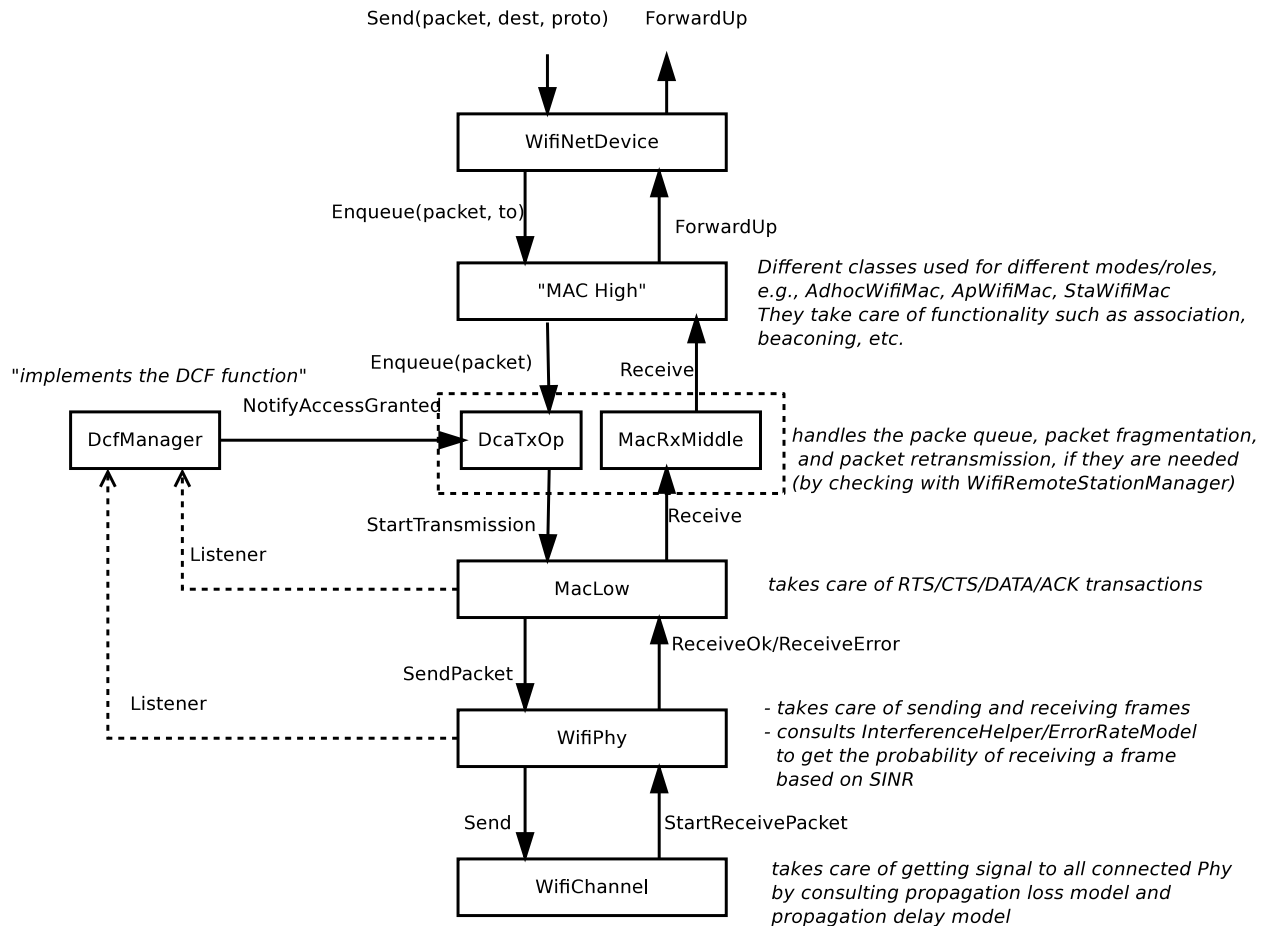 Send(packet, dest, proto)
ForwardUp
WifiNetDevice
Enqueue(packet, to)
ForwardUp
"MAC High"
Different classes used for different modes/roles,
e.g., AdhocWifiMac, ApWifiMac, StaWifiMac
They take care of functionality such as association,
beaconing, etc.
Enqueue(packet)
Receive
"implements the DCF function"
NotifyAccessGranted
DcfManager
DcaTxOp
MacRxMiddle
handles the packe queue, packet fragmentation,
and packet retransmission, if they are needed
(by checking with WifiRemoteStationManager)
StartTransmission
Receive
Listener
MacLow
takes care of RTS/CTS/DATA/ACK transactions
ReceiveOk/ReceiveError
SendPacket
Listener
WifiPhy
- takes care of sending and receiving frames
- consults InterferenceHelper/ErrorRateModel
to get the probability of receiving a frame
based on SINR
Send
StartReceivePacket
WifiChannel
takes care of getting signal to all connected Phy
by consulting propagation loss model and
propagation delay model